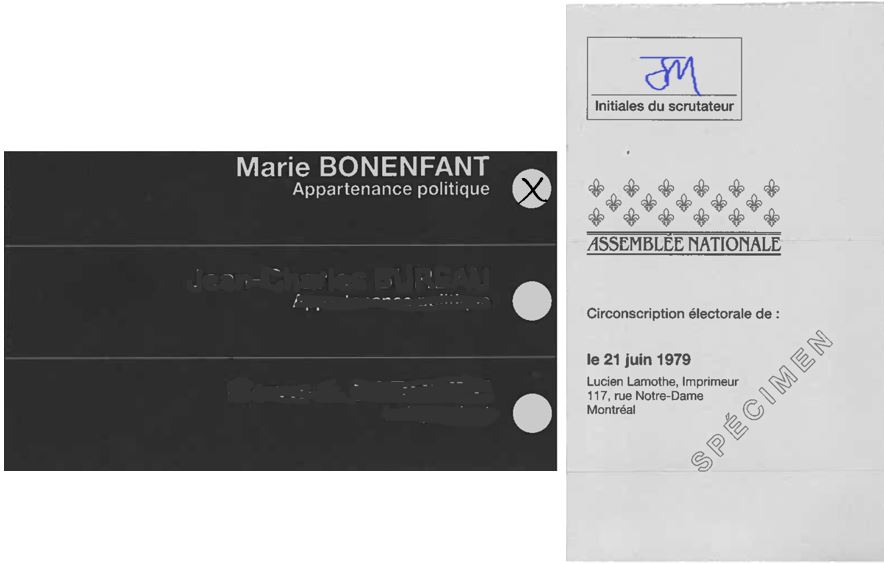 Marie BONENFANT
Appartenance politique
X
Jean-Charles BUREAU
Appartenance politique
JM
Initiales du scrutateur
ASSEMBLÉE NATIONALE
Circonscription électorale de :
le 21 juin 1979
Lucien Lamothe, Imprimeur
117, rue Notre-Dame
Montréal
SPÉCIMEN